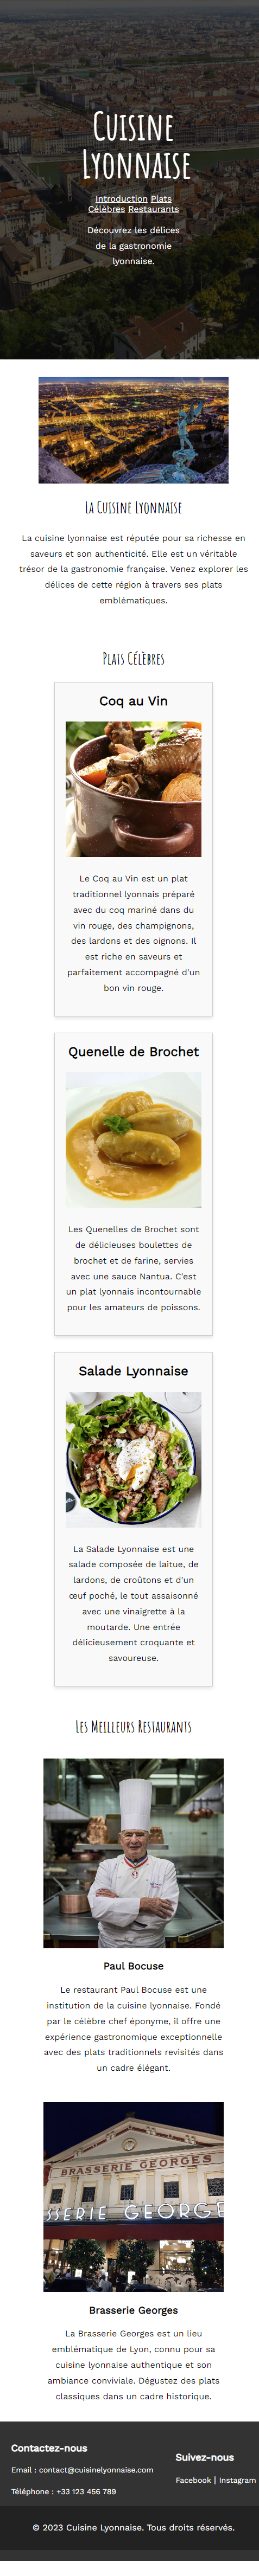 Cuisine
Lyonnaise
Introduction Plats
Célèbres Restaurants
Découvrez les délices
de la gastronomie
lyonnaise.
La Cuisine Lyonnaise
La cuisine lyonnaise est réputée pour sa richesse en
saveurs et son authenticité. Elle est un véritable
trésor de la gastronomie française. Venez explorer les
délices de cette région à travers ses plats
emblématiques.
Plats Célèbres
Coq au Vin
Le Coq au Vin est un plat
traditionnel lyonnais préparé
avec du coq mariné dans du
vin rouge, des champignons,
des lardons et des oignons. Il
est riche en saveurs et
parfaitement accompagné d'un
bon vin rouge.
Quenelle de Brochet
Les Quenelles de Brochet sont
de délicieuses boulettes de
brochet et de farine, servies
avec une sauce Nantua. C'est
un plat lyonnais incontournable
pour les amateurs de poissons.
Salade Lyonnaise
La Salade Lyonnaise est une
salade composée de laitue, de
lardons, de croûtons et d'un
œuf poché, le tout assaisonné
avec une vinaigrette à la
moutarde. Une entrée
délicieusement croquante et
savoureuse.
Les Meilleurs Restaurants
Paul Bocuse
Le restaurant Paul Bocuse est une
institution de la cuisine lyonnaise. Fondé
par le célèbre chef éponyme, il offre une
expérience gastronomique exceptionnelle
avec des plats traditionnels revisités dans
un cadre élégant.
BRASSERIE GEORGES
SSERIE GEORGE
Brasserie Georges
La Brasserie Georges est un lieu
emblématique de Lyon, connu pour sa
cuisine lyonnaise authentique et son
ambiance conviviale. Dégustez des plats
classiques dans un cadre historique.
Contactez-nous
Email : contact@cuisinelyonnaise.com
Téléphone : +33 123 456 789
Suivez-nous
Facebook | Instagram
© 2023 Cuisine Lyonnaise. Tous droits réservés.